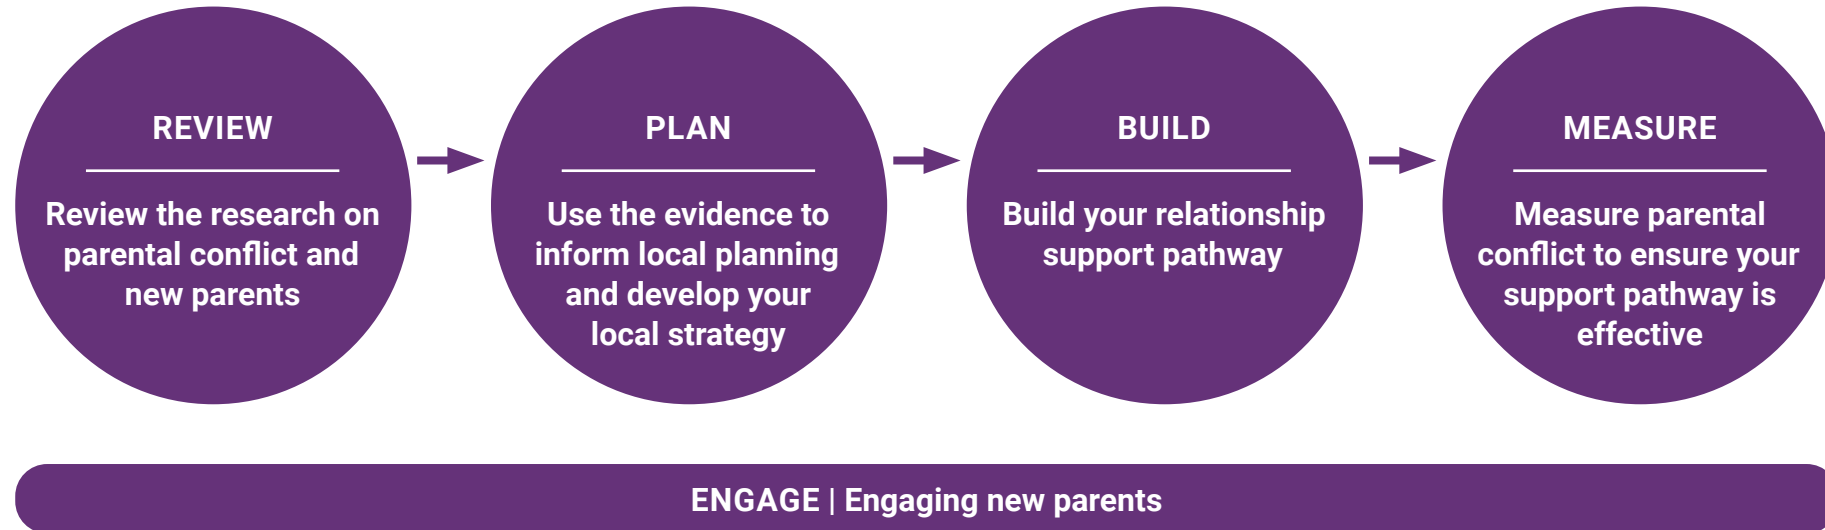 REVIEW
Review the research on
parental conflict and
new parents
PLAN
Use the evidence to
inform local planning
and develop your
local strategy
BUILD
Build your relationship
support pathway
MEASURE
Measure parental
conflict to ensure your
support pathway is
effective
ENGAGE | Engaging new parents